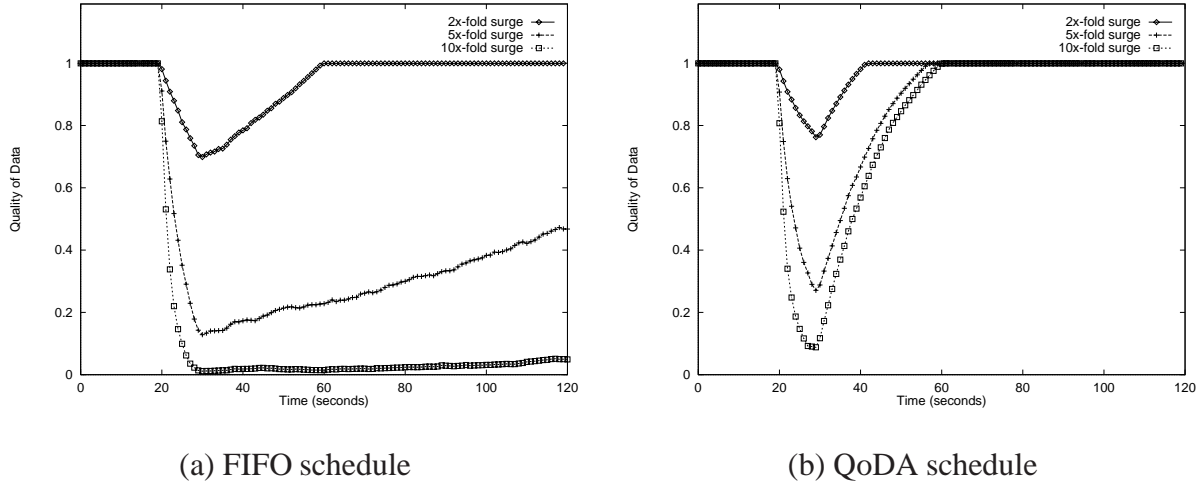 2x-fold surge
5x-fold surge
10x-fold surge
Quality of Data
1
0.8
0.6
0.4
0.2
0
0 20 40 60 80 100 120
Time (seconds)
(a) FIFO schedule
2x-fold surge
5x-fold surge
10x-fold surge
Quality of Data
1
0.8
0.6
0.4
0.2
0
0 20 40 60 80 100 120
Time (seconds)
(b) QoDA schedule